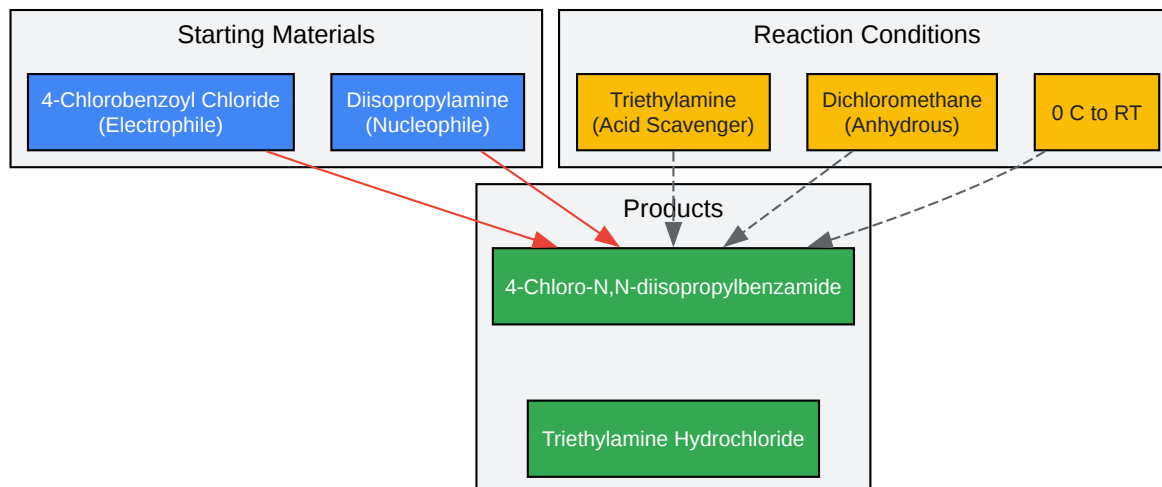 Starting Materials
4-Chlorobenzoyl Chloride
(Electrophile)
Diisopropylamine
(Nucleophile)
Reaction Conditions
Triethylamine
(Acid Scavenger)
Dichloromethane
(Anhydrous)
0 C to RT
Products
4-Chloro-N,N-diisopropylbenzamide
Triethylamine Hydrochloride